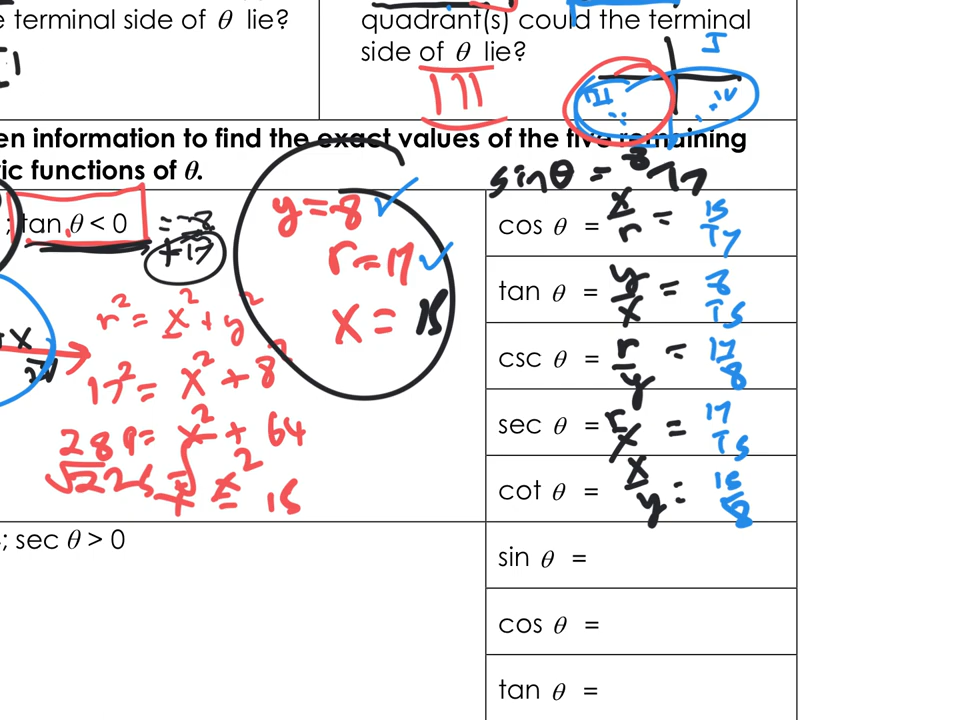 e terminal side of θ lie?
quadrant(s) could the terminal
side of θ lie?
III
I
III
IV
en information to find the exact values of the five remaining
ric functions of θ.
sin θ = -8/17
; tan θ < 0
= -8
+17
y = -8 ✓
r = 17 ✓
x = 15
r² = x² + y²
17² = x² + 8²
289 = x² + 64
√225 = √x²
± 15
x
cos θ = x/r = 15/17
tan θ = y/x = 8/15
csc θ = r/y = 17/8
sec θ = r/x = 17/15
cot θ = x/y = 15/8
; sec θ > 0
sin θ =
cos θ =
tan θ =